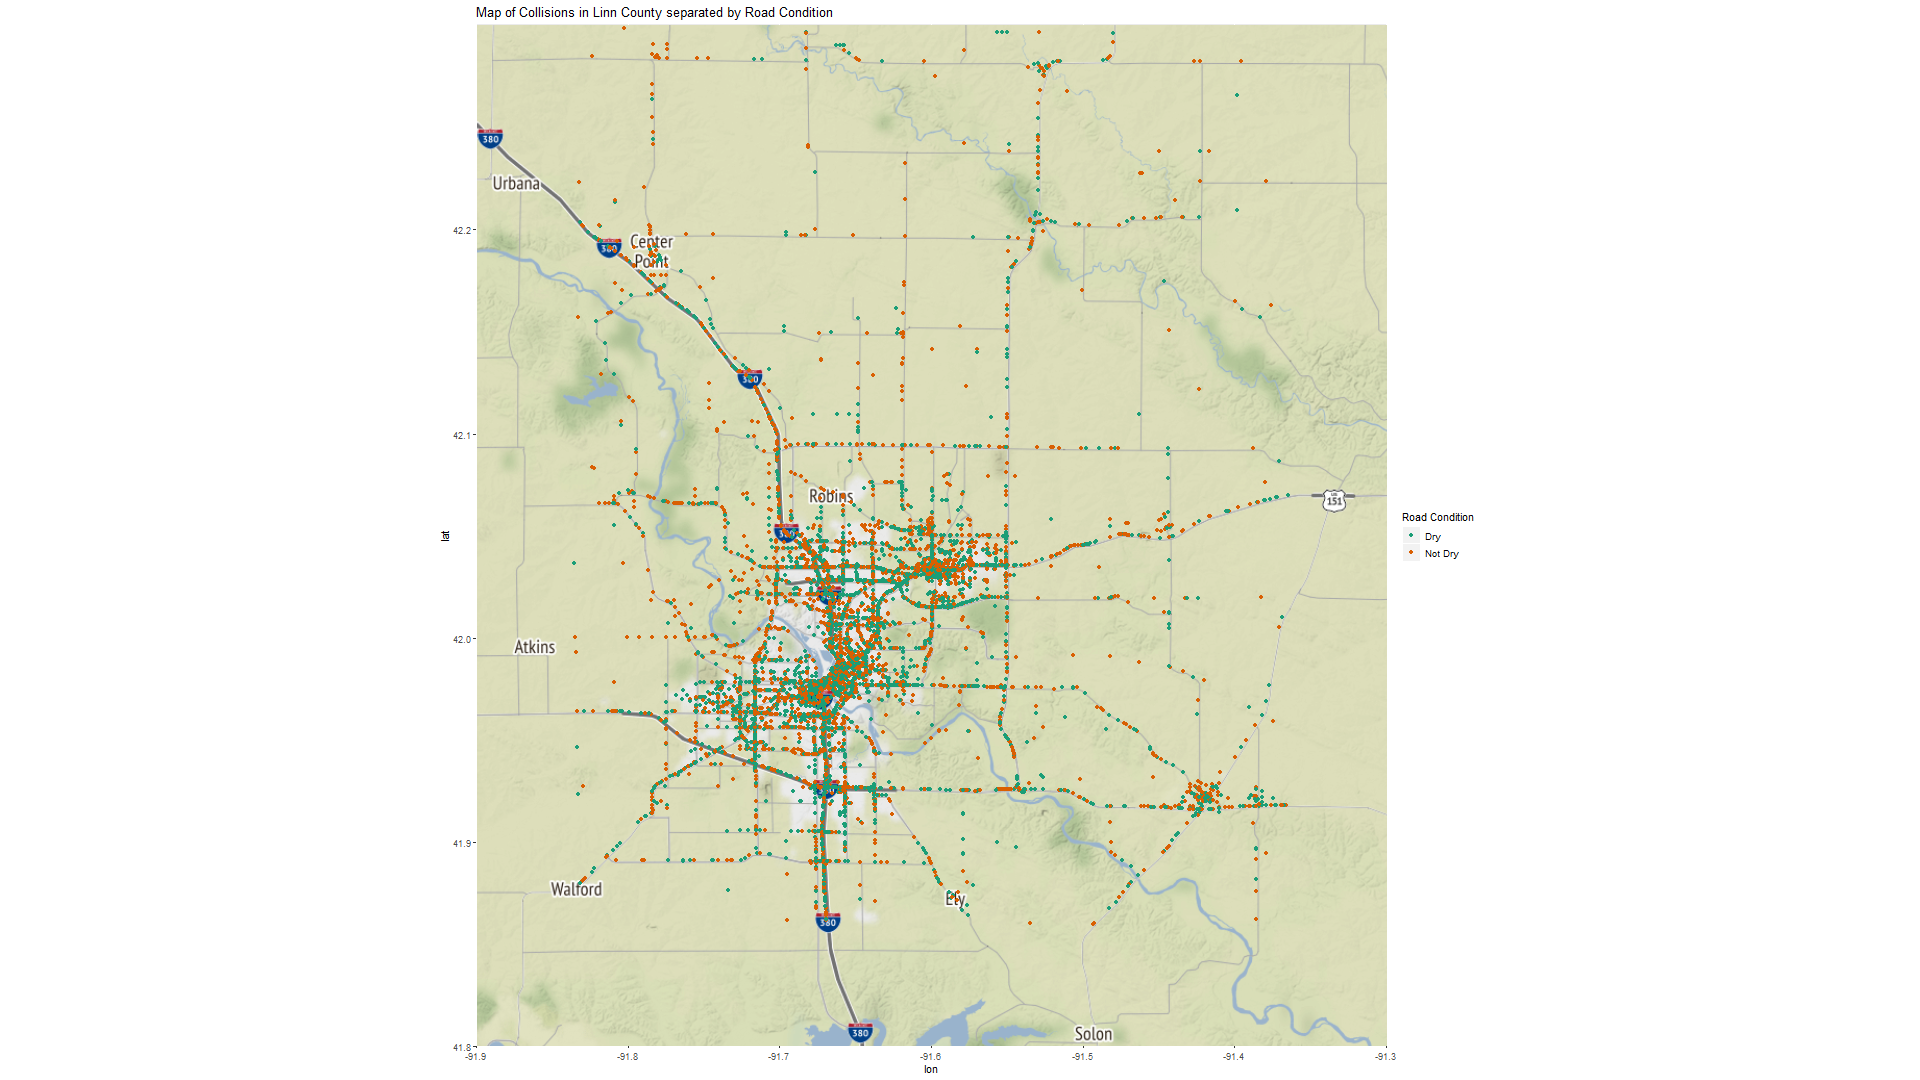 Map of Collisions in Linn County separated by Road Condition
380
Urbana
380
Center
Point
380
Robins
US
151
380
Atkins
Walford
Ely
380
Solon
380
42.2
42.1
42.0
41.9
41.8
lat
-91.9
-91.8
-91.7
-91.6
-91.5
-91.4
-91.3
lon
Road Condition
Dry
Not Dry